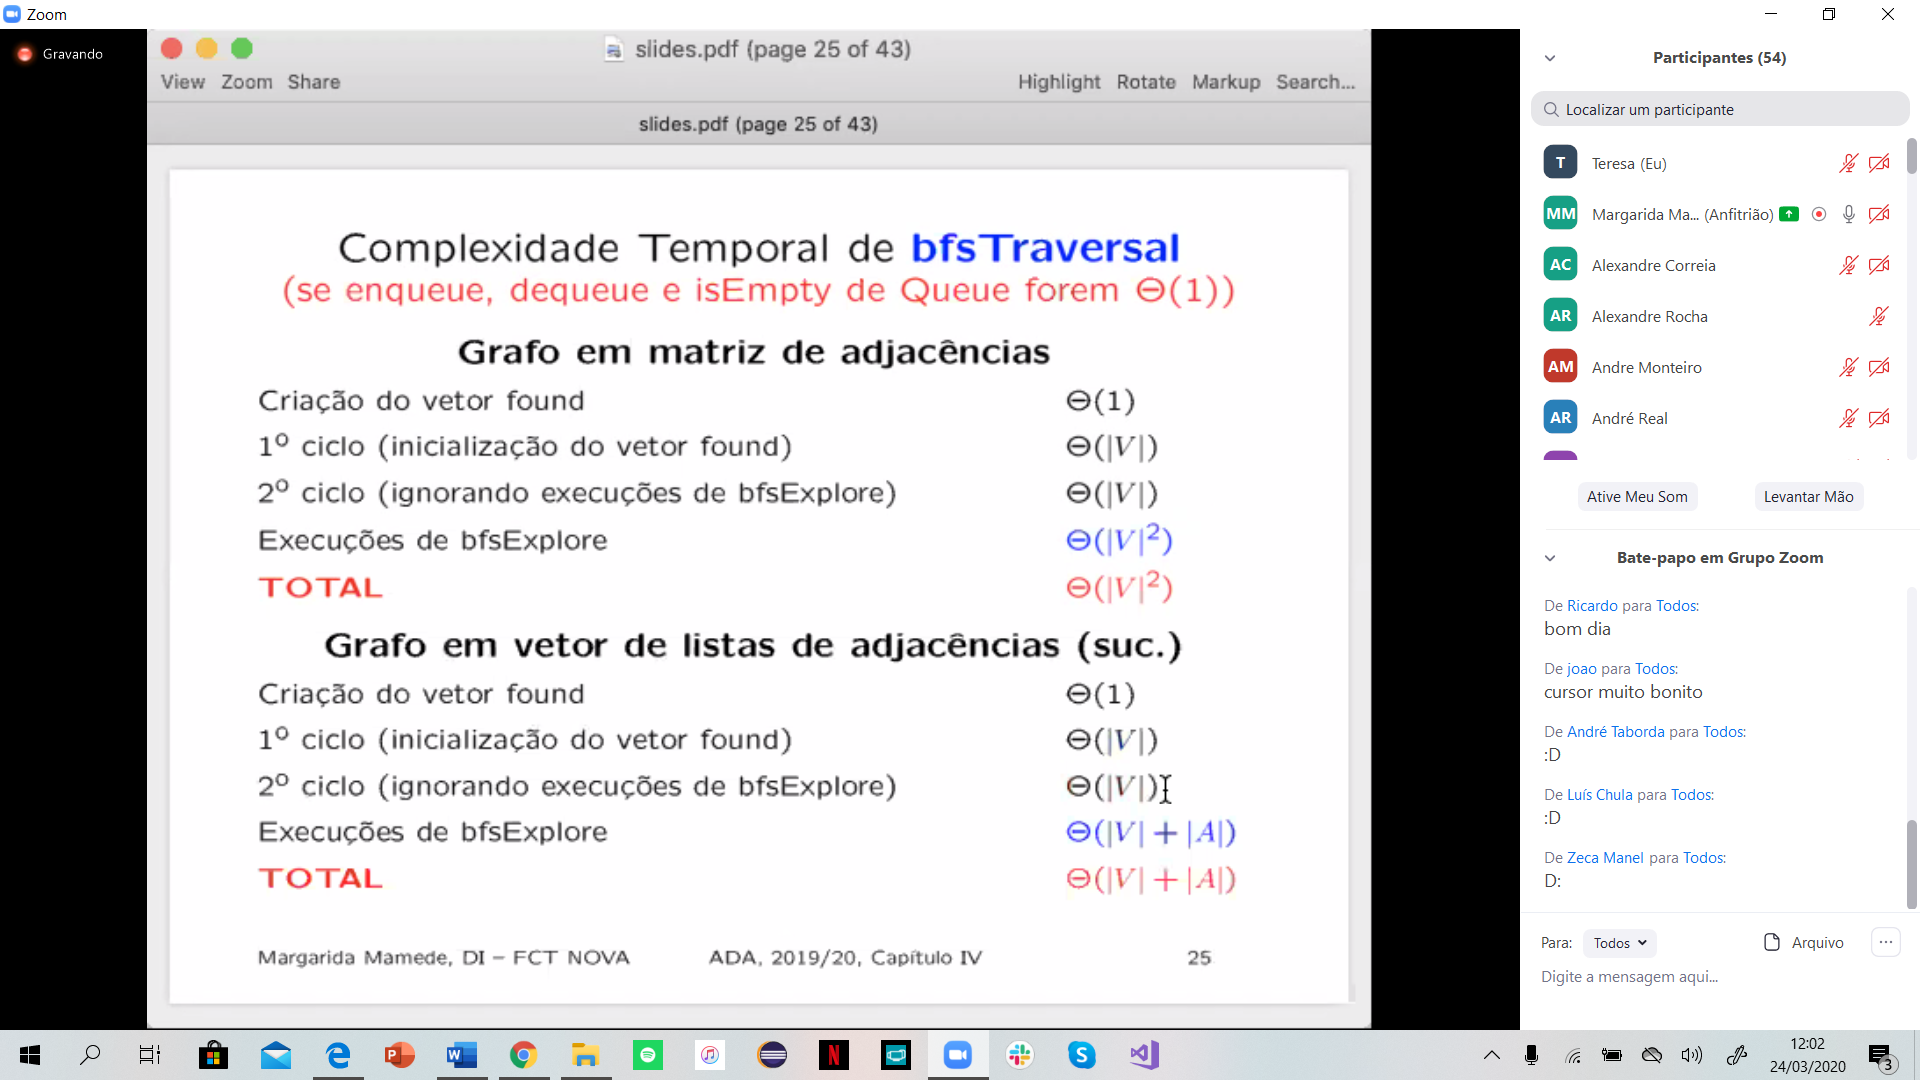 Zoom
Gravando
slides.pdf (page 25 of 43)
View Zoom Share
Highlight Rotate Markup Search...
slides.pdf (page 25 of 43)
Complexidade Temporal de bfsTraversal
(se enqueue, dequeue e isEmpty de Queue forem Θ(1))
Grafo em matriz de adjacências
Criação do vetor found Θ(1)
1º ciclo (inicialização do vetor found) Θ(|V|)
2º ciclo (ignorando execuções de bfsExplore) Θ(|V|)
Execuções de bfsExplore Θ(|V|²)
TOTAL Θ(|V|²)
Grafo em vetor de listas de adjacências (suc.)
Criação do vetor found Θ(1)
1º ciclo (inicialização do vetor found) Θ(|V|)
2º ciclo (ignorando execuções de bfsExplore) Θ(|V|)
Execuções de bfsExplore Θ(|V| + |A|)
TOTAL Θ(|V| + |A|)
Margarida Mamede, DI – FCT NOVA ADA, 2019/20, Capítulo IV 25
Participantes (54)
Localizar um participante
T Teresa (Eu)
MM Margarida Ma... (Anfitrião)
AC Alexandre Correia
AR Alexandre Rocha
AM Andre Monteiro
AR André Real
Ative Meu Som Levantar Mão
Bate-papo em Grupo Zoom
De Ricardo para Todos:
bom dia
De joao para Todos:
cursor muito bonito
De André Taborda para Todos:
:D
De Luís Chula para Todos:
:D
De Zeca Manel para Todos:
D:
Para: Todos Arquivo ...
Digite a mensagem aqui...
12:02
24/03/2020
3